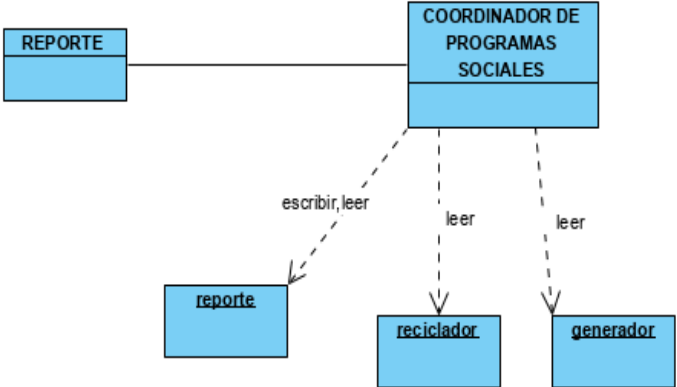 COORDINADOR DE
PROGRAMAS
SOCIALES
REPORTE
escribir,leer
leer
leer
reporte
reciclador
generador